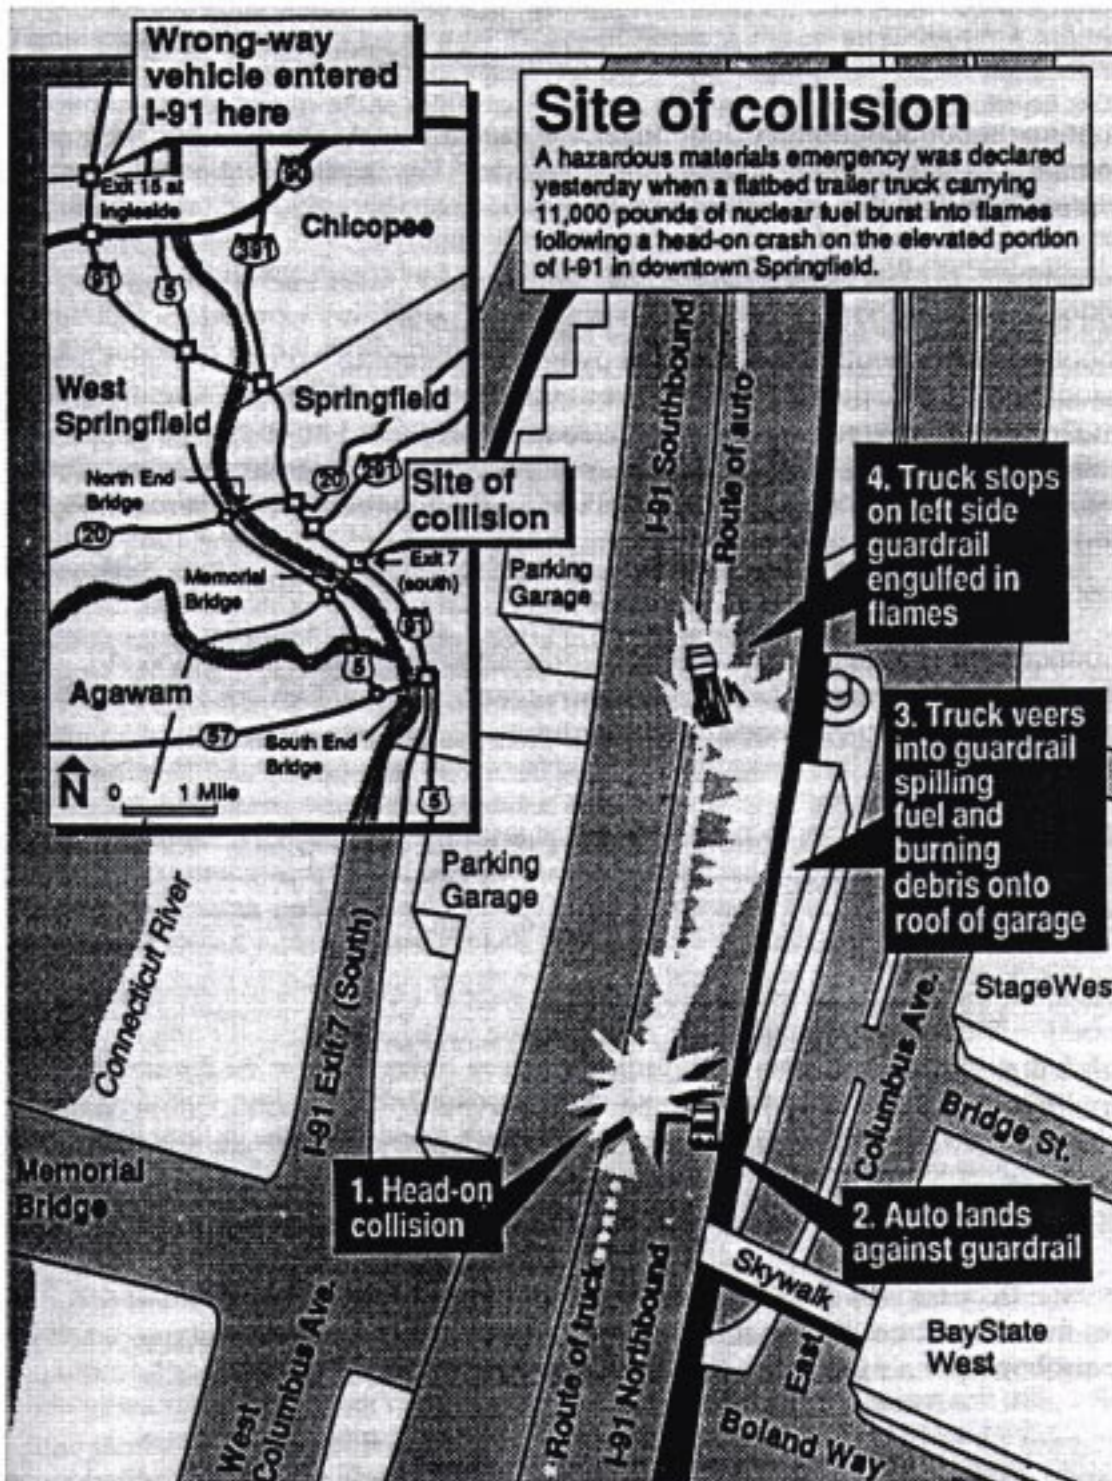 Wrong-way
vehicle entered
I-91 here
Site of collision
A hazardous materials emergency was declared
yesterday when a flatbed trailer truck carrying
11,000 pounds of nuclear fuel burst into flames
following a head-on crash on the elevated portion
of I-91 in downtown Springfield.
Exit 15 at
Ingleside
90
Chicopee
391
91
5
West
Springfield
Springfield
North End
Bridge
20
291
20
Site of
collision
Exit 7
(south)
Memorial
Bridge
91
5
Agawam
57
South End
Bridge
5
N
0 1 Mile
I-91 Southbound
Route of auto
Parking
Garage
4. Truck stops
on left side
guardrail
engulfed in
flames
3. Truck veers
into guardrail
spilling
fuel and
burning
debris onto
roof of garage
Parking
Garage
Connecticut River
I-91 Exit 7 (South)
StageWest
Columbus Ave.
Bridge St.
Memorial
Bridge
1. Head-on
collision
2. Auto lands
against guardrail
Skywalk
BayState
West
East
Boland Way
Route of truck
I-91 Northbound
West
Columbus Ave.